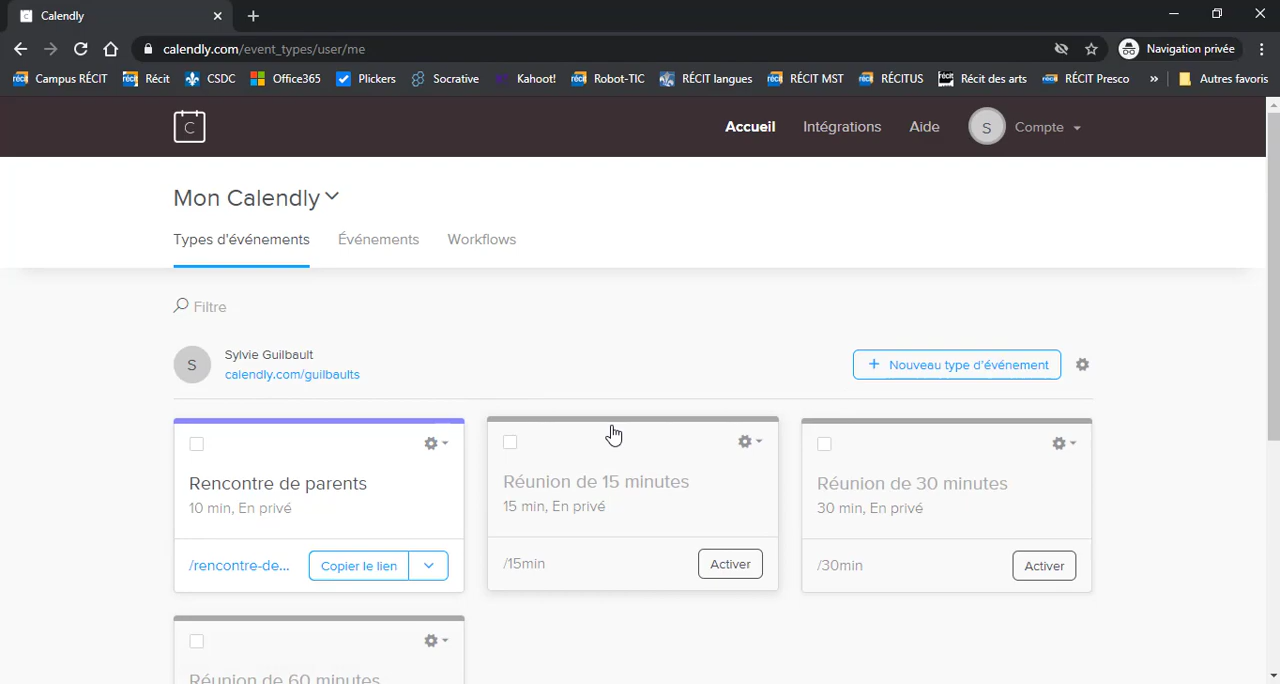 Calendly
calendly.com/event_types/user/me
Navigation privée
Campus RÉCIT
Récit
CSDC
Office365
Plickers
Socrative
Kahoot!
Robot-TIC
RÉCIT langues
RÉCIT MST
RÉCITUS
Récit des arts
RÉCIT Presco
»
Autres favoris
C
Accueil
Intégrations
Aide
S
Compte
Mon Calendly
Types d'événements
Événements
Workflows
Filtre
S
Sylvie Guilbault
calendly.com/guilbaults
+ Nouveau type d'événement
Rencontre de parents
10 min, En privé
/rencontre-de...
Copier le lien
Réunion de 15 minutes
15 min, En privé
/15min
Activer
Réunion de 30 minutes
30 min, En privé
/30min
Activer
Réunion de 60 minutes